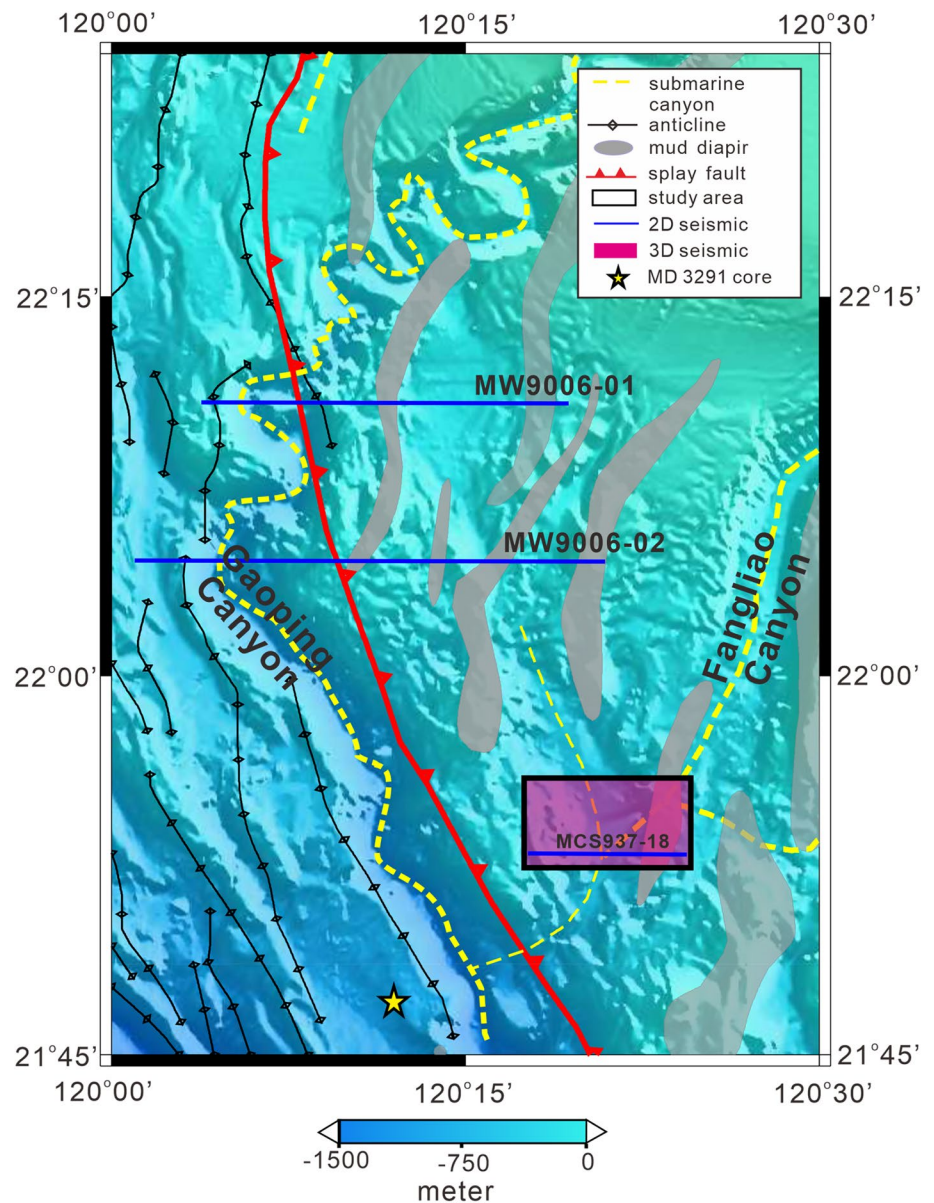 120°00’ 120°15’ 120°30’
submarine
canyon
anticline
mud diapir
splay fault
study area
2D seismic
3D seismic
MD 3291 core
22°15’ 22°15’
MW9006-01
MW9006-02
Gaoping
Canyon
Fangliao
Canyon
22°00’ 22°00’
MCS937-18
21°45’ 21°45’
120°00’ 120°15’ 120°30’
-1500 -750 0
meter